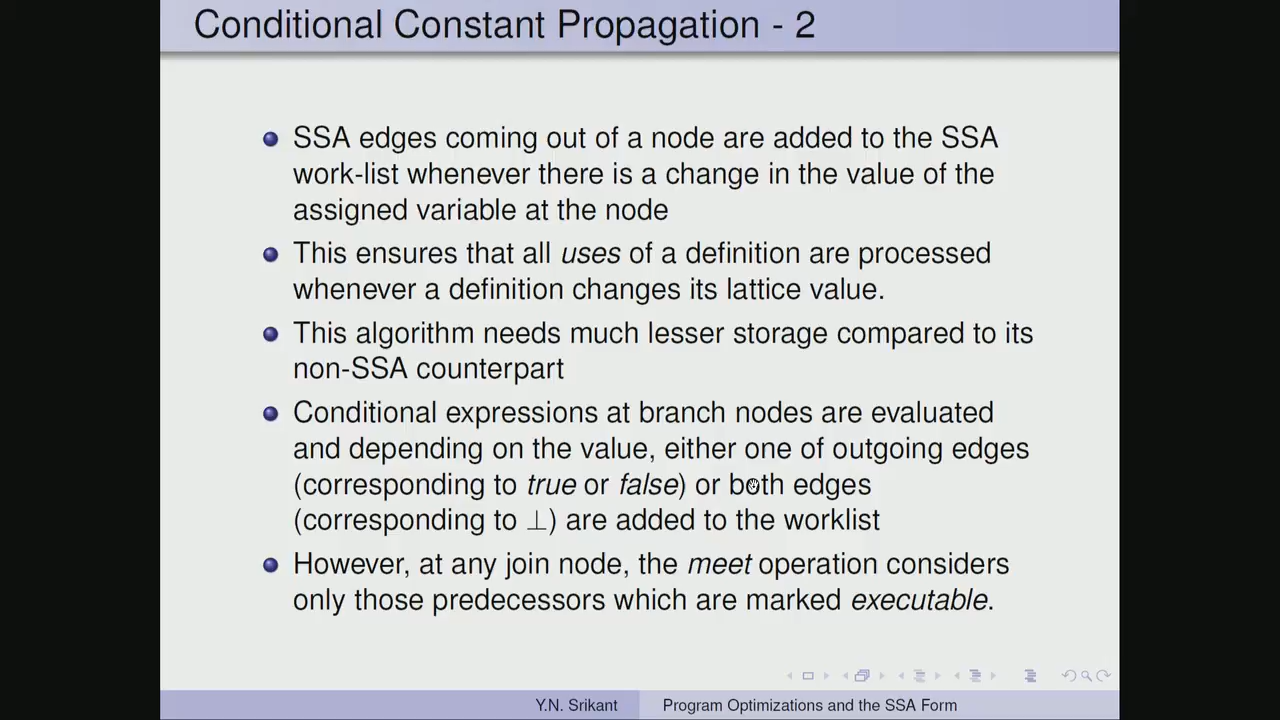 Conditional Constant Propagation - 2
SSA edges coming out of a node are added to the SSA
work-list whenever there is a change in the value of the
assigned variable at the node
This ensures that all uses of a definition are processed
whenever a definition changes its lattice value.
This algorithm needs much lesser storage compared to its
non-SSA counterpart
Conditional expressions at branch nodes are evaluated
and depending on the value, either one of outgoing edges
(corresponding to true or false) or both edges
(corresponding to ⊥) are added to the worklist
However, at any join node, the meet operation considers
only those predecessors which are marked executable.
Y.N. Srikant Program Optimizations and the SSA Form